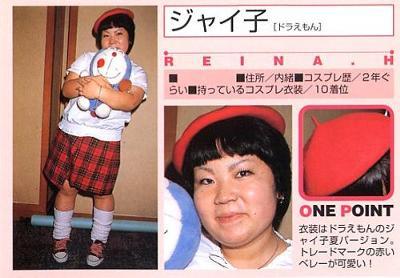 ジャイ子[ドラえもん]
REINA.H
■　　　　■住所／内緒■コスプレ歴／2年ぐ
らい■持っているコスプレ衣装／10着位
ONE POINT
衣装はドラえもんのジ
ャイ子夏バージョン。
トレードマークの赤い
ベレーが可愛い！